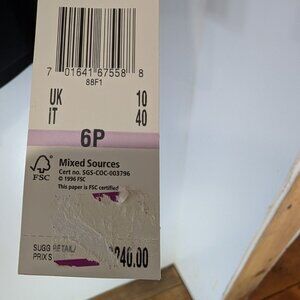 7 01641 67558 8
88F1
UK 10
IT 40
6P
FSC
Mixed Sources
Cert no. SGS-COC-003796
© 1996 FSC
This paper is FSC certified
SUGG RETAIL/
PRIX S 240.00